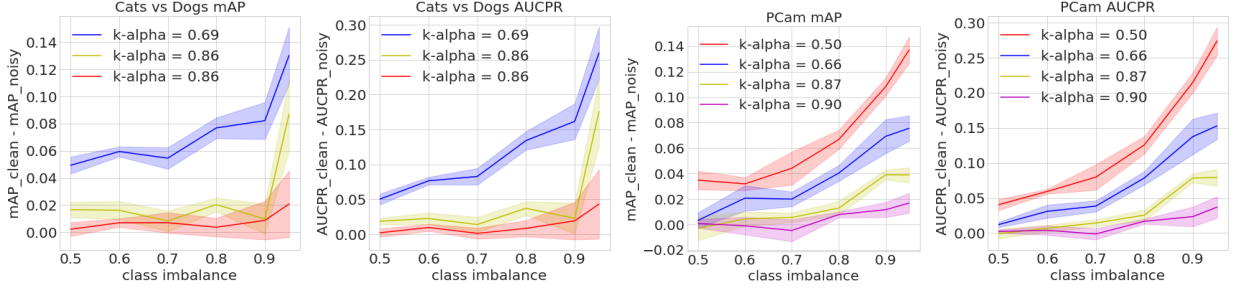 Cats vs Dogs mAP
mAP_clean - mAP_noisy
0.14
0.12
0.10
0.08
0.06
0.04
0.02
0.00
k-alpha = 0.69
k-alpha = 0.86
k-alpha = 0.86
0.5 0.6 0.7 0.8 0.9
class imbalance
Cats vs Dogs AUCPR
AUCPR_clean - AUCPR_noisy
0.30
0.25
0.20
0.15
0.10
0.05
0.00
k-alpha = 0.69
k-alpha = 0.86
k-alpha = 0.86
0.5 0.6 0.7 0.8 0.9
class imbalance
PCam mAP
mAP_clean - mAP_noisy
0.14
0.12
0.10
0.08
0.06
0.04
0.02
0.00
−0.02
k-alpha = 0.50
k-alpha = 0.66
k-alpha = 0.87
k-alpha = 0.90
0.5 0.6 0.7 0.8 0.9
class imbalance
PCam AUCPR
AUCPR_clean - AUCPR_noisy
0.30
0.25
0.20
0.15
0.10
0.05
0.00
k-alpha = 0.50
k-alpha = 0.66
k-alpha = 0.87
k-alpha = 0.90
0.5 0.6 0.7 0.8 0.9
class imbalance